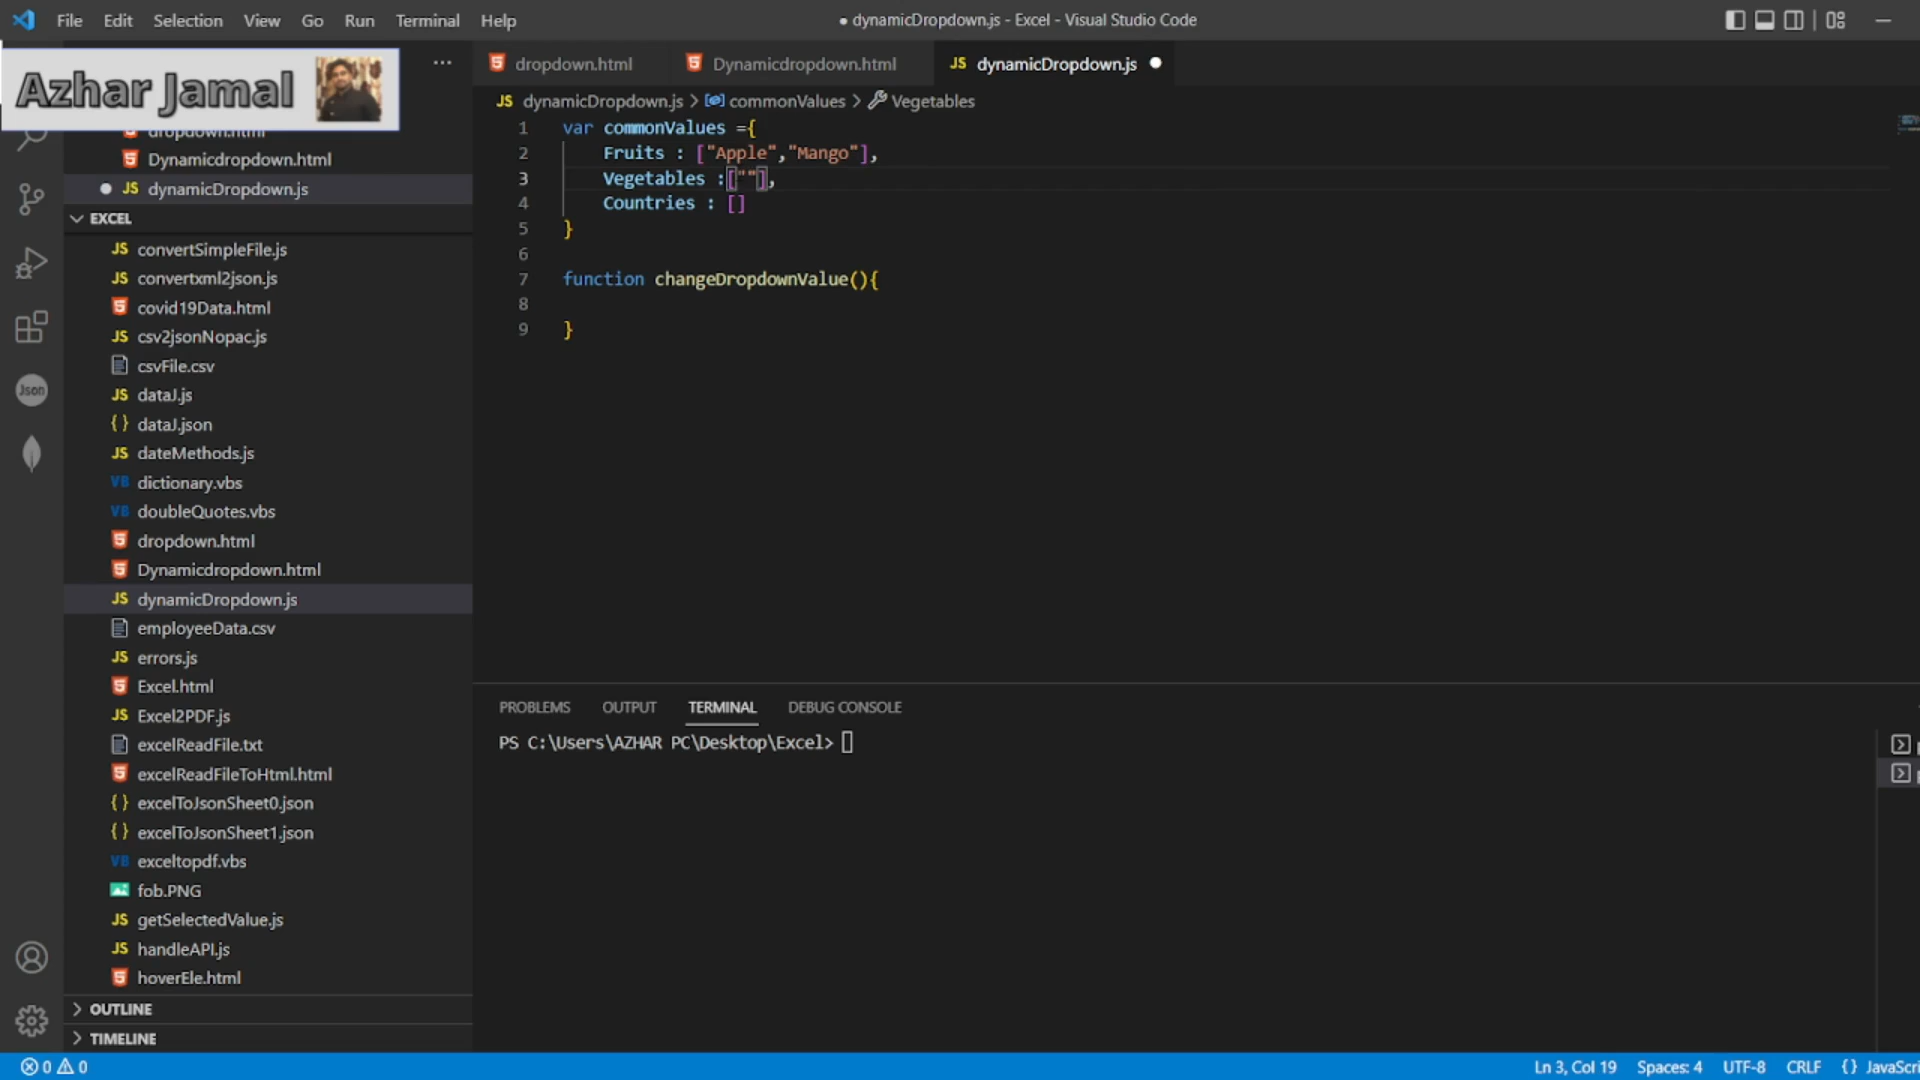 File Edit Selection View Go Run Terminal Help
● dynamicDropdown.js - Excel - Visual Studio Code
Azhar Jamal
dropdown.html
Dynamicdropdown.html
dynamicDropdown.js
EXCEL
convertSimpleFile.js
convertxml2json.js
covid19Data.html
csv2jsonNopac.js
csvFile.csv
dataJ.js
dataJ.json
dateMethods.js
dictionary.vbs
doubleQuotes.vbs
dropdown.html
Dynamicdropdown.html
dynamicDropdown.js
employeeData.csv
errors.js
Excel.html
Excel2PDF.js
excelReadFile.txt
excelReadFileToHtml.html
excelToJsonSheet0.json
excelToJsonSheet1.json
exceltopdf.vbs
fob.PNG
getSelectedValue.js
handleAPI.js
hoverEle.html
OUTLINE
TIMELINE
dropdown.html Dynamicdropdown.html JS dynamicDropdown.js
JS dynamicDropdown.js > commonValues > Vegetables
1 var commonValues ={
2 Fruits : ["Apple","Mango"],
3 Vegetables :[""],
4 Countries : []
5 }
6
7 function changeDropdownValue(){
8
9 }
PROBLEMS OUTPUT TERMINAL DEBUG CONSOLE
PS C:\Users\AZHAR PC\Desktop\Excel>
0 0 Ln 3, Col 19 Spaces: 4 UTF-8 CRLF {} JavaScri